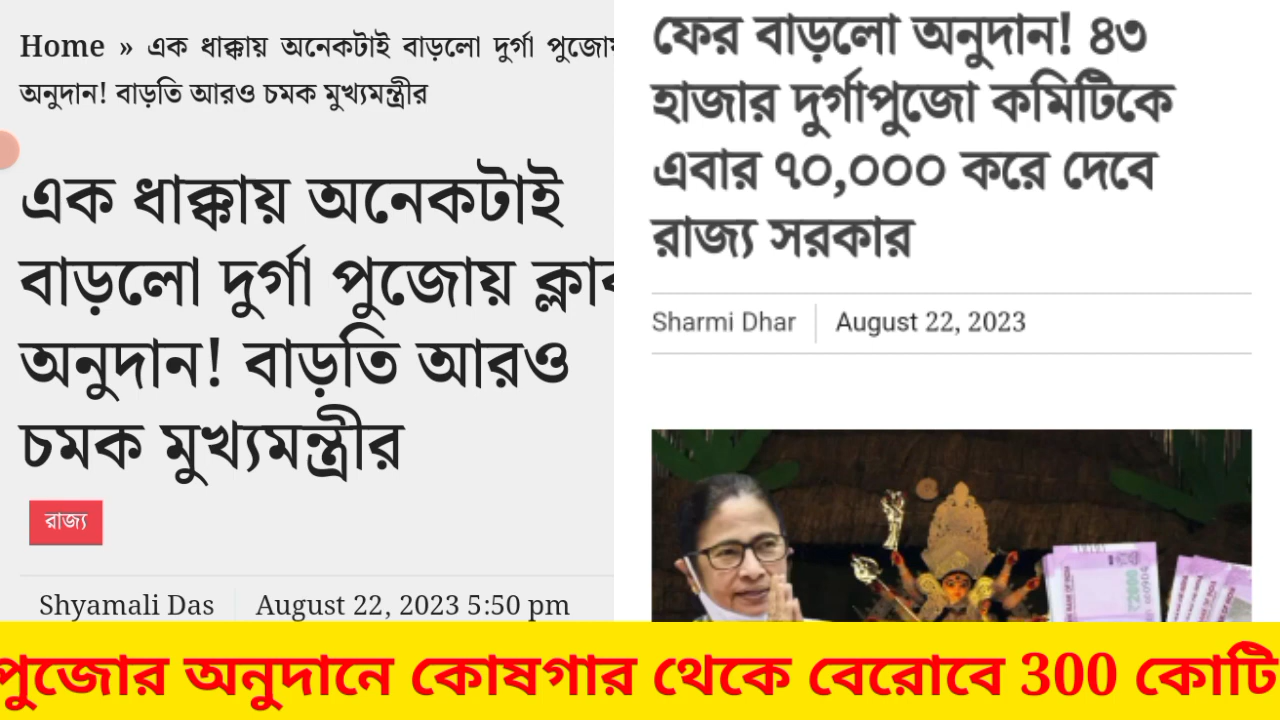 Home » এক ধাক্কায় অনেকটাই বাড়লো দুর্গা
অনুদান! বাড়তি আরও চমক মুখ্যমন্ত্রীর
এক ধাক্কায় অনেকটাই
বাড়লো দুর্গা পুজোয়
অনুদান! বাড়তি আরও
চমক মুখ্যমন্ত্রীর
রাজ্য
Shyamali Das
August 22, 2023 5:50 pm
ফের বাড়লো অনুদান! ৪৩
হাজার দুর্গাপুজো কমিটিকে
এবার ৭০,০০০ করে দেবে
রাজ্য সরকার
Sharmi Dhar
August 22, 2023
পুজোর অনুদানে কোষগার থেকে বেরোবে 300 কোটি